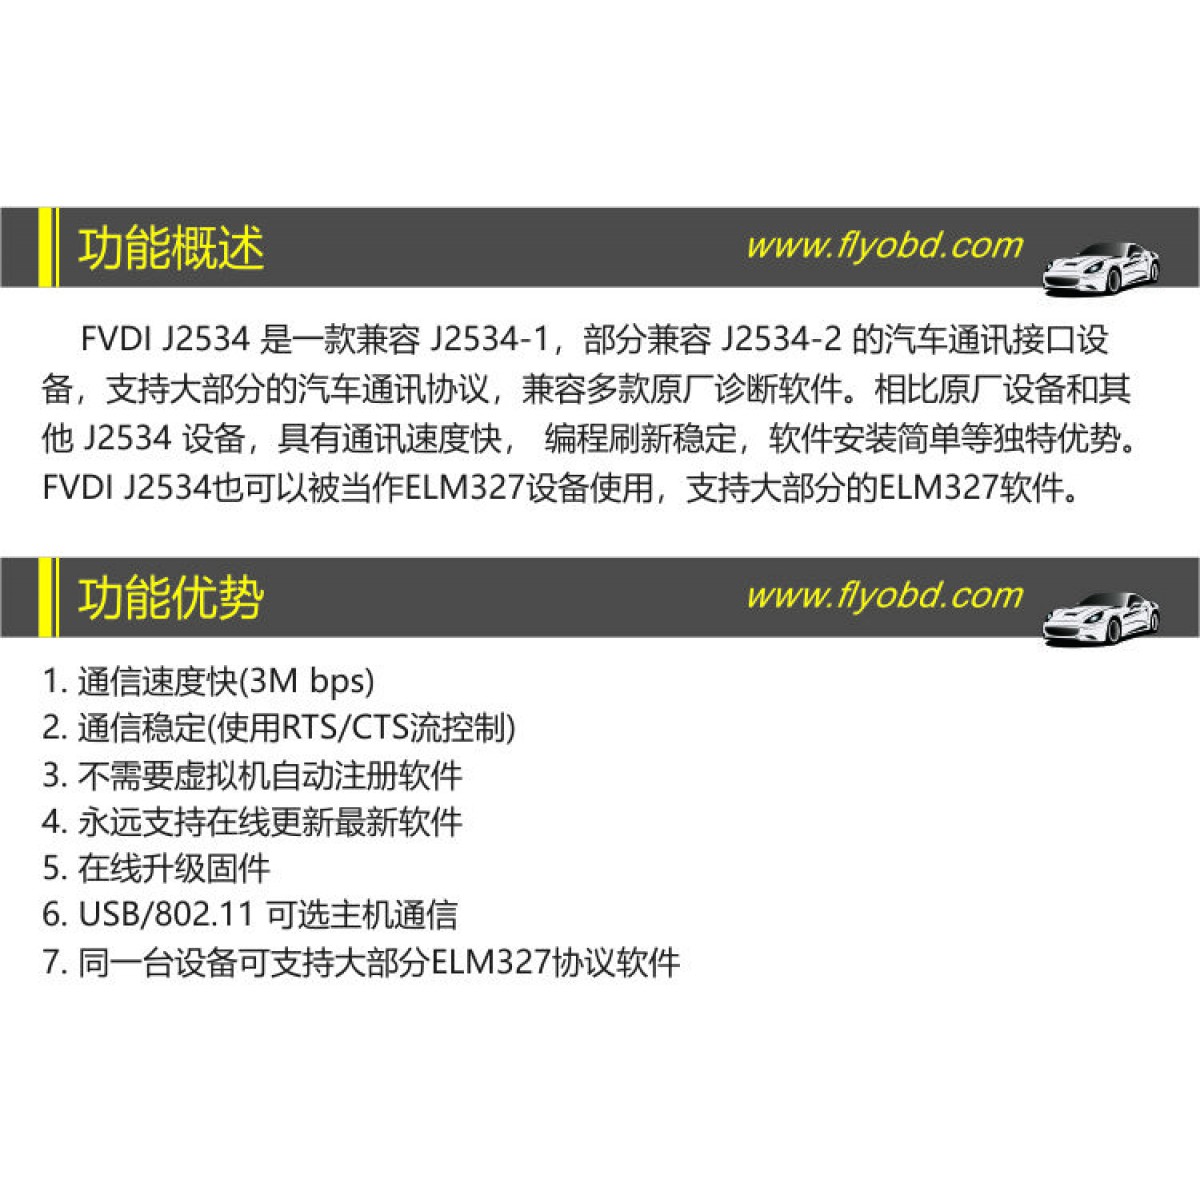 功能概述
www.flyobd.com
FVDI J2534 是一款兼容 J2534-1，部分兼容 J2534-2 的汽车通讯接口设
备，支持大部分的汽车通讯协议，兼容多款原厂诊断软件。相比原厂设备和其
他 J2534 设备，具有通讯速度快， 编程刷新稳定，软件安装简单等独特优势。
FVDI J2534也可以被当作ELM327设备使用，支持大部分的ELM327软件。
功能优势
www.flyobd.com
1. 通信速度快(3M bps)
2. 通信稳定(使用RTS/CTS流控制)
3. 不需要虚拟机自动注册软件
4. 永远支持在线更新最新软件
5. 在线升级固件
6. USB/802.11 可选主机通信
7. 同一台设备可支持大部分ELM327协议软件